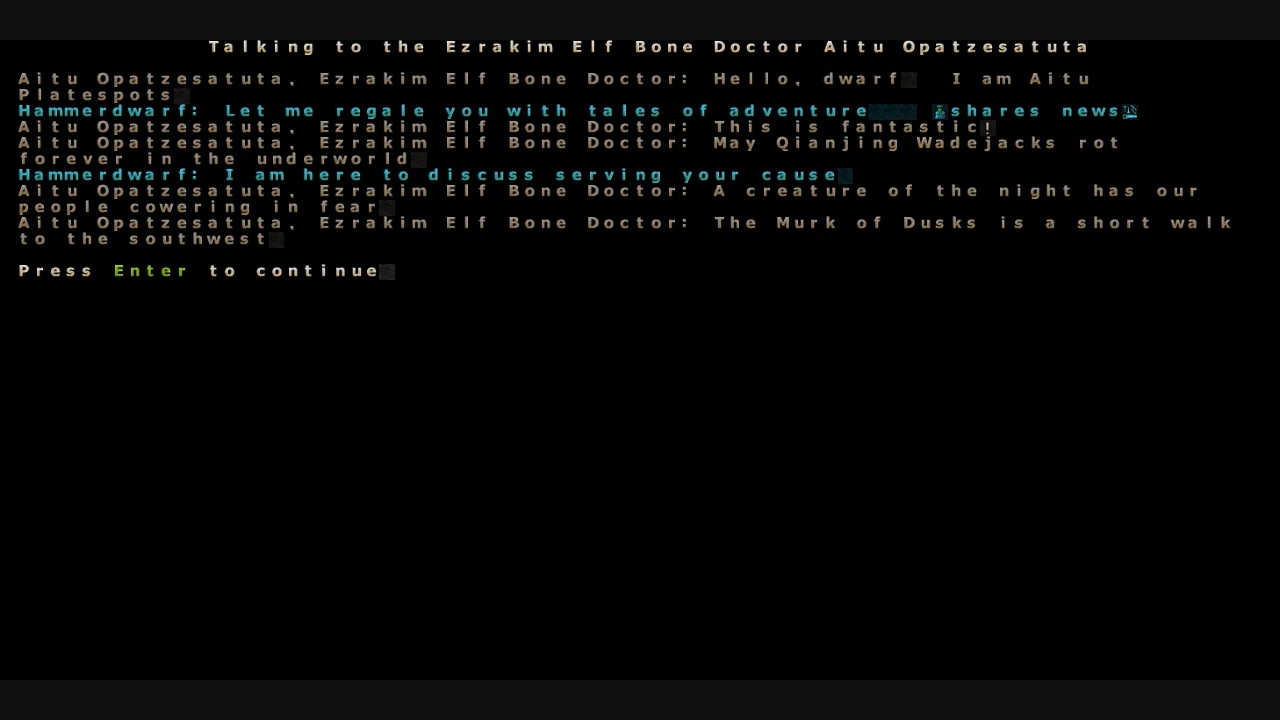 Talking to the Ezrakim Elf Bone Doctor Aitu Opatzesatuta
Aitu Opatzesatuta, Ezrakim Elf Bone Doctor: Hello, dwarf I am Aitu
Platespots
Hammerdwarf: Let me regale you with tales of adventure shares news
Aitu Opatzesatuta, Ezrakim Elf Bone Doctor: This is fantastic!
Aitu Opatzesatuta, Ezrakim Elf Bone Doctor: May Qianjing Wadejacks rot
forever in the underworld
Hammerdwarf: I am here to discuss serving your cause
Aitu Opatzesatuta, Ezrakim Elf Bone Doctor: A creature of the night has our
people cowering in fear
Aitu Opatzesatuta, Ezrakim Elf Bone Doctor: The Murk of Dusks is a short walk
to the southwest
Press Enter to continue